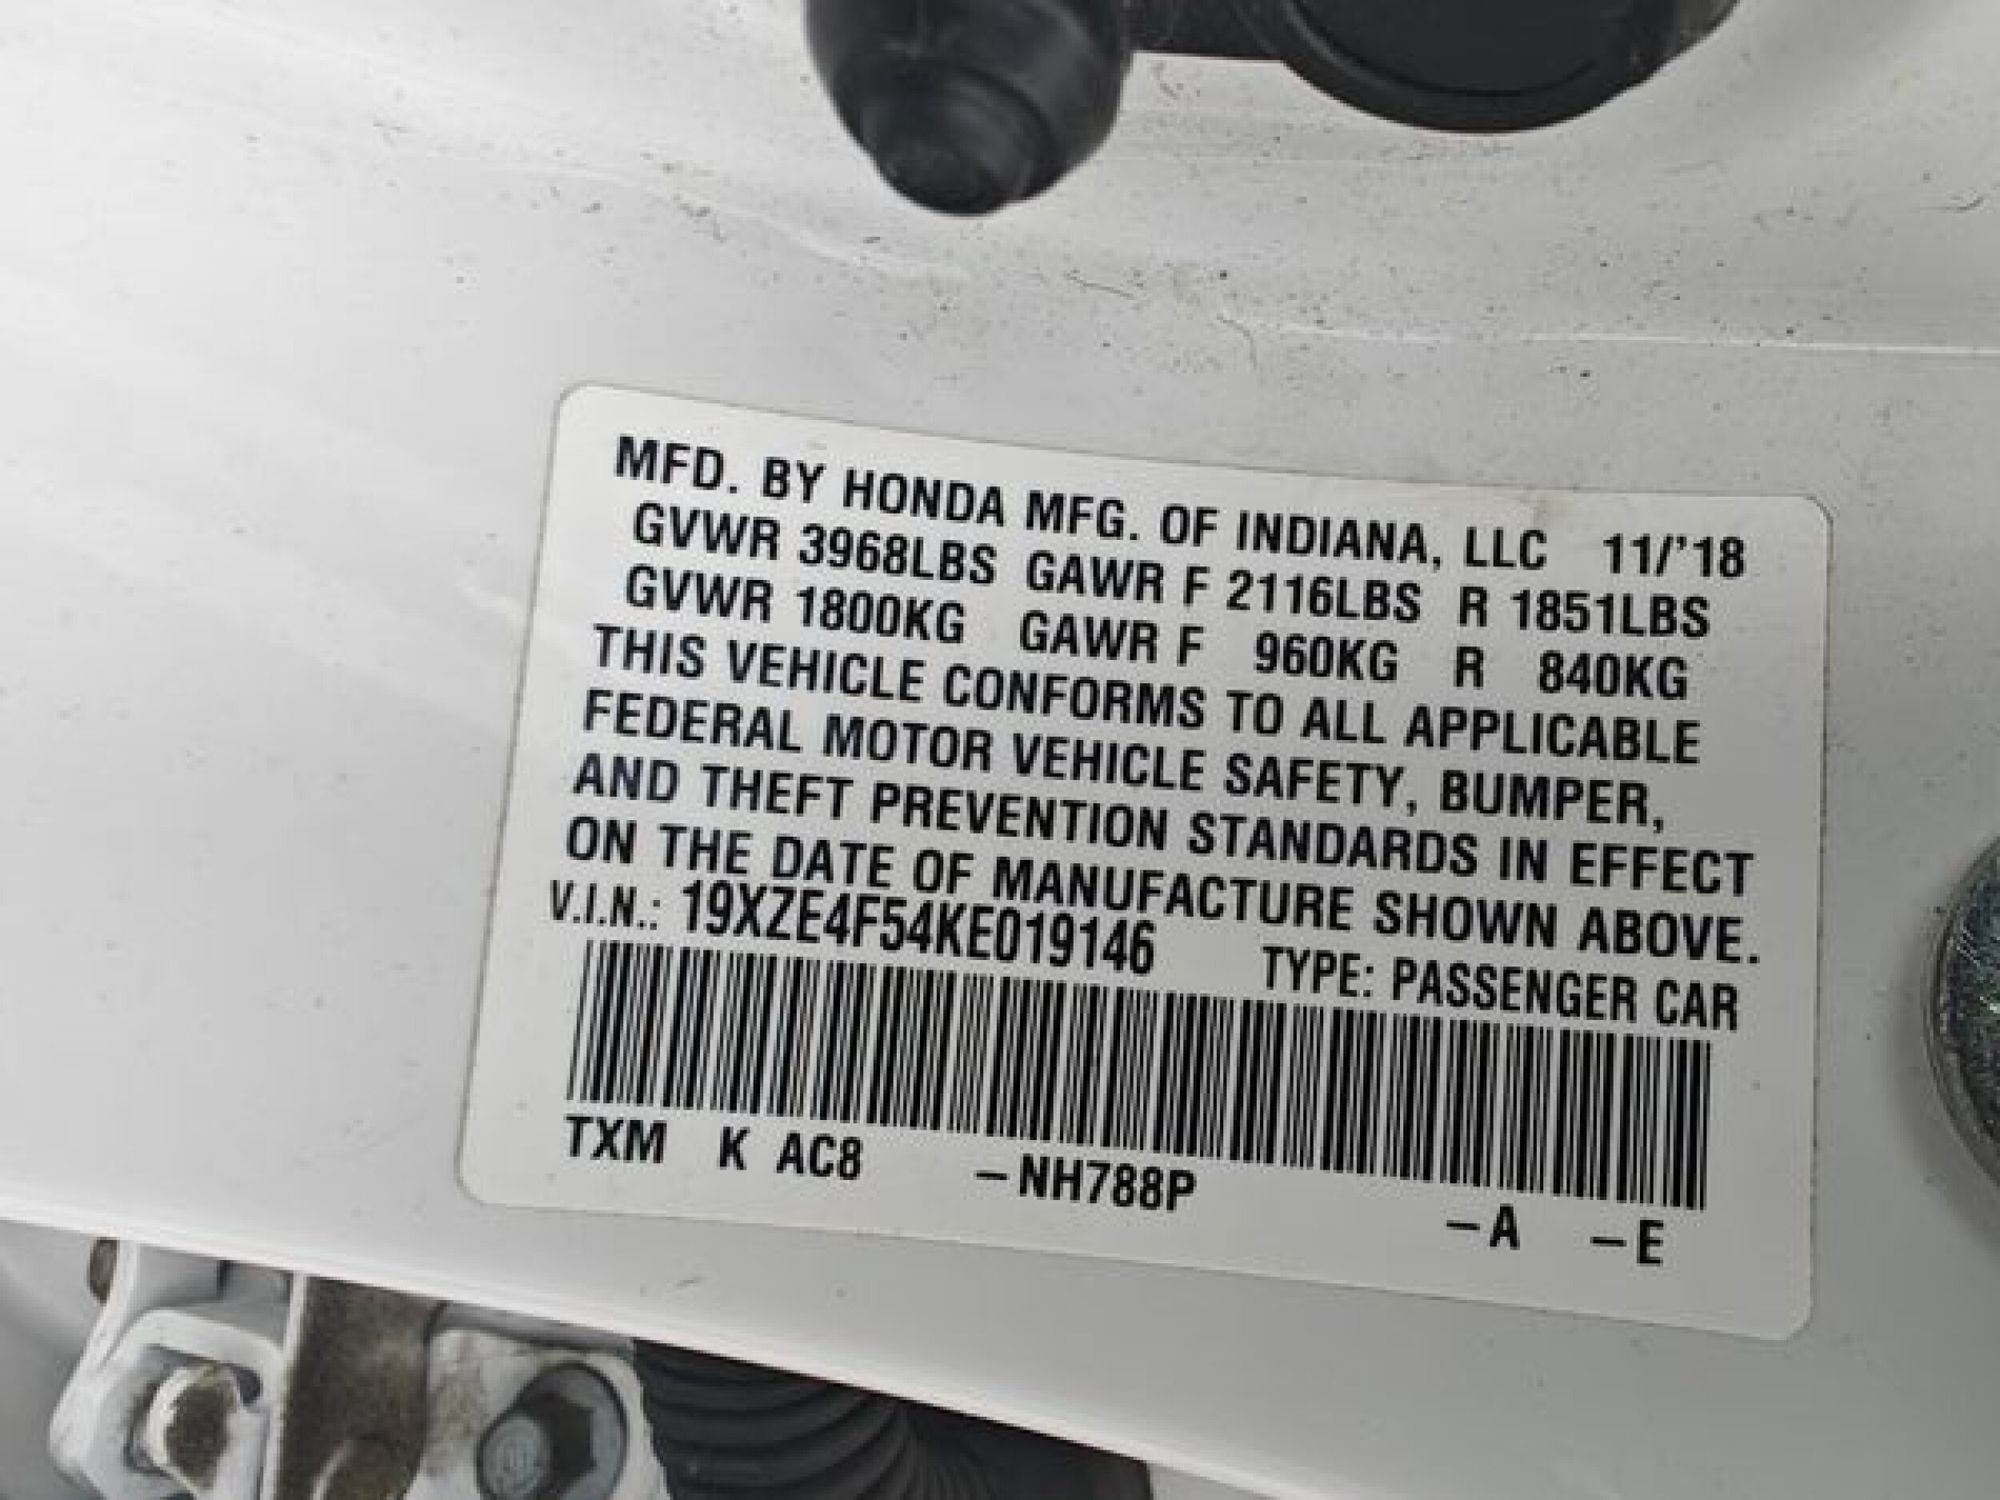 MFD. BY HONDA MFG. OF INDIANA, LLC 11/'18
GVWR 3968LBS GAWR F 2116LBS R 1851LBS
GVWR 1800KG GAWR F 960KG R 840KG
THIS VEHICLE CONFORMS TO ALL APPLICABLE
FEDERAL MOTOR VEHICLE SAFETY, BUMPER,
AND THEFT PREVENTION STANDARDS IN EFFECT
ON THE DATE OF MANUFACTURE SHOWN ABOVE.
V.I.N.: 19XZE4F54KE019146 TYPE: PASSENGER CAR
TXM K AC8 -NH788P -A -E